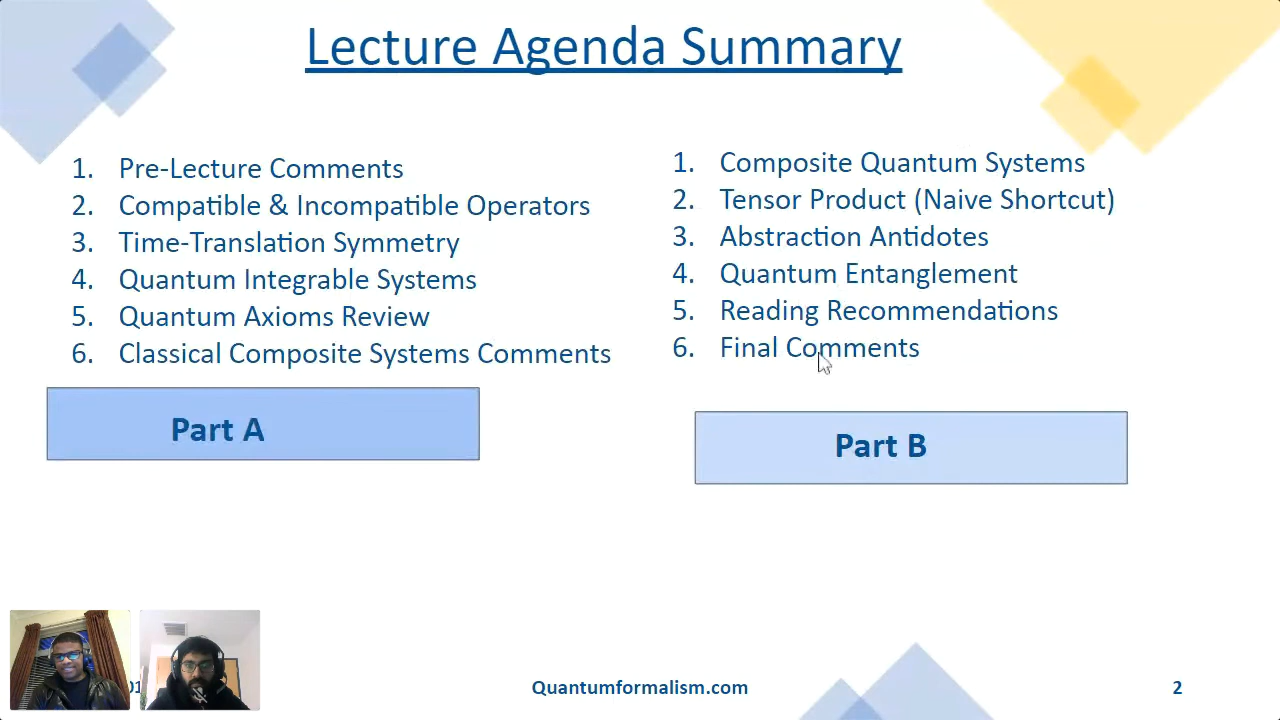 Lecture Agenda Summary
1. Pre-Lecture Comments
2. Compatible & Incompatible Operators
3. Time-Translation Symmetry
4. Quantum Integrable Systems
5. Quantum Axioms Review
6. Classical Composite Systems Comments
Part A
1. Composite Quantum Systems
2. Tensor Product (Naive Shortcut)
3. Abstraction Antidotes
4. Quantum Entanglement
5. Reading Recommendations
6. Final Comments
Part B
Quantumformalism.com
2